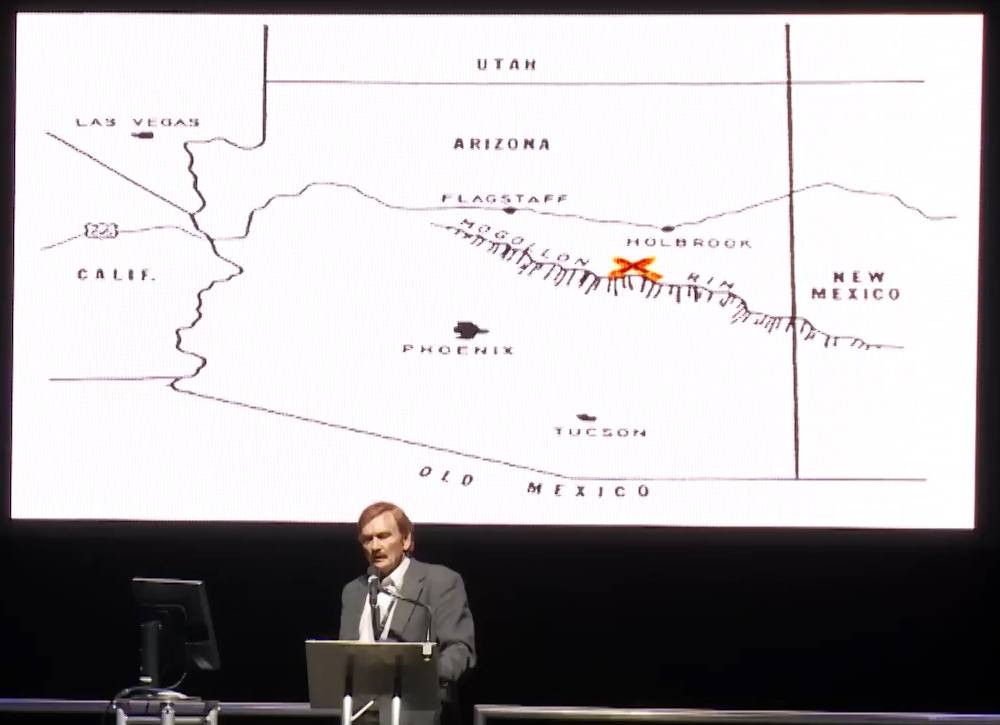 UTAH
LAS VEGAS
ARIZONA
FLAGSTAFF
MOGOLLON RIM
66
HOLBROOK
CALIF.
NEW
MEXICO
PHOENIX
TUCSON
OLD MEXICO